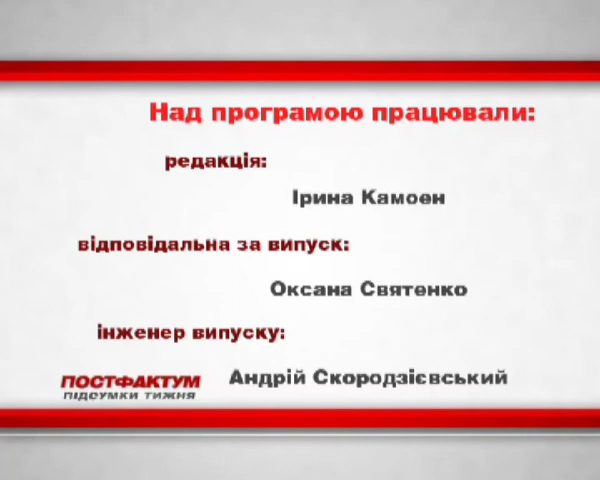 Над програмою працювали:
редакція:
Ірина Камоен
відповідальна за випуск:
Оксана Святенко
інженер випуску:
Андрій Скородзієвський
ПОСТФАКТУМ
ПІДСУМКИ ТИЖНЯ